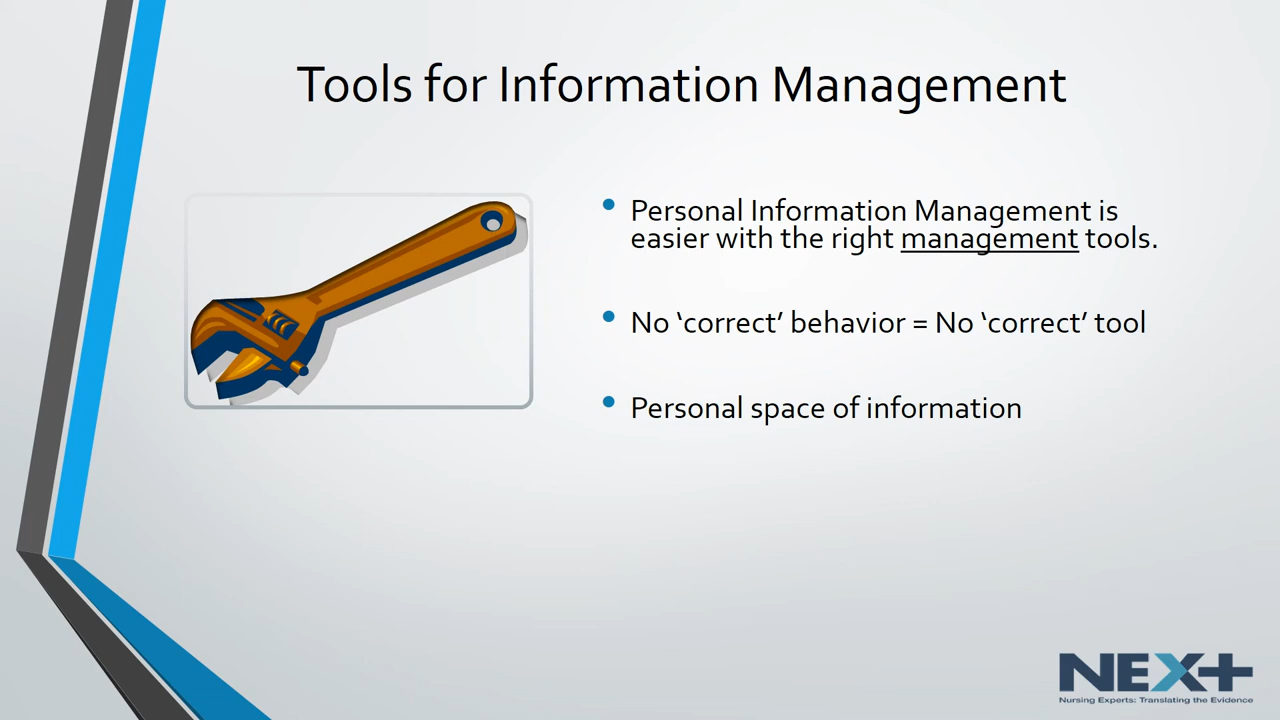 Tools for Information Management
Personal Information Management is
easier with the right management tools.
No ‘correct’ behavior = No ‘correct’ tool
Personal space of information
NEX+
Nursing Experts: Translating the Evidence